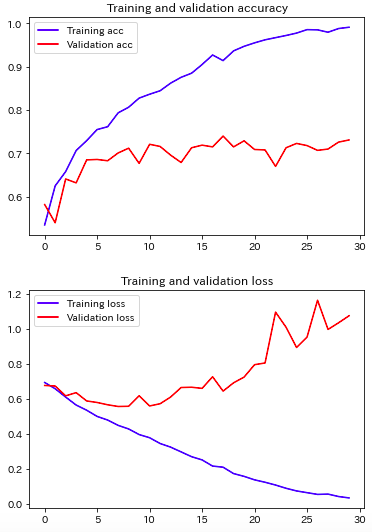 Training and validation accuracy
1.0
0.9
0.8
0.7
0.6
Training acc
Validation acc
0 5 10 15 20 25 30
Training and validation loss
1.2
1.0
0.8
0.6
0.4
0.2
0.0
Training loss
Validation loss
0 5 10 15 20 25 30